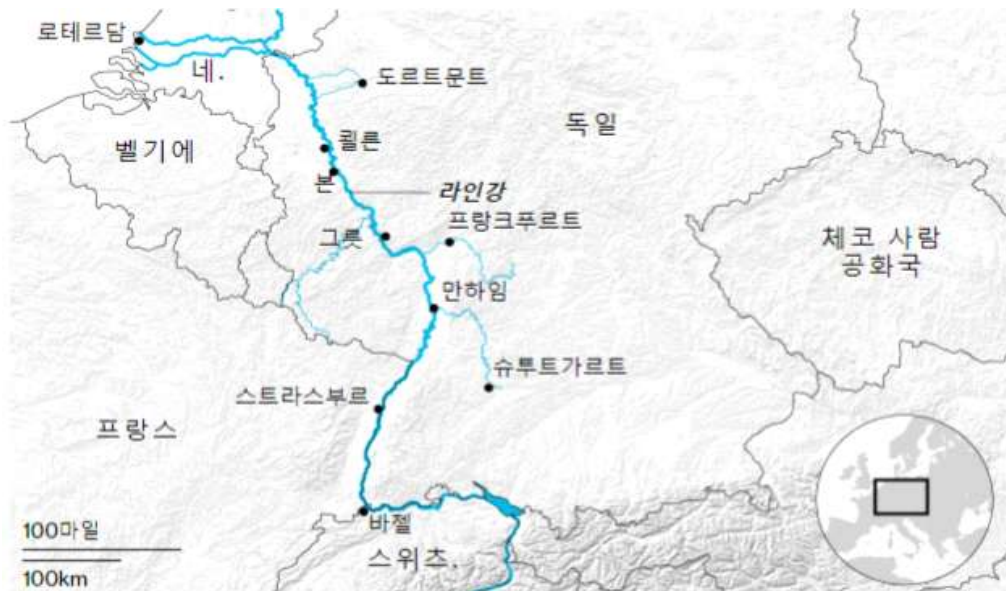 로테르담
네.
도르트문트
벨기에
독일
쾰른
본
라인강
프랑크푸르트
그릇
체코 사람
공화국
만하임
슈투트가르트
스트라스부르
프랑스
바젤
스위츠.
100마일
100km